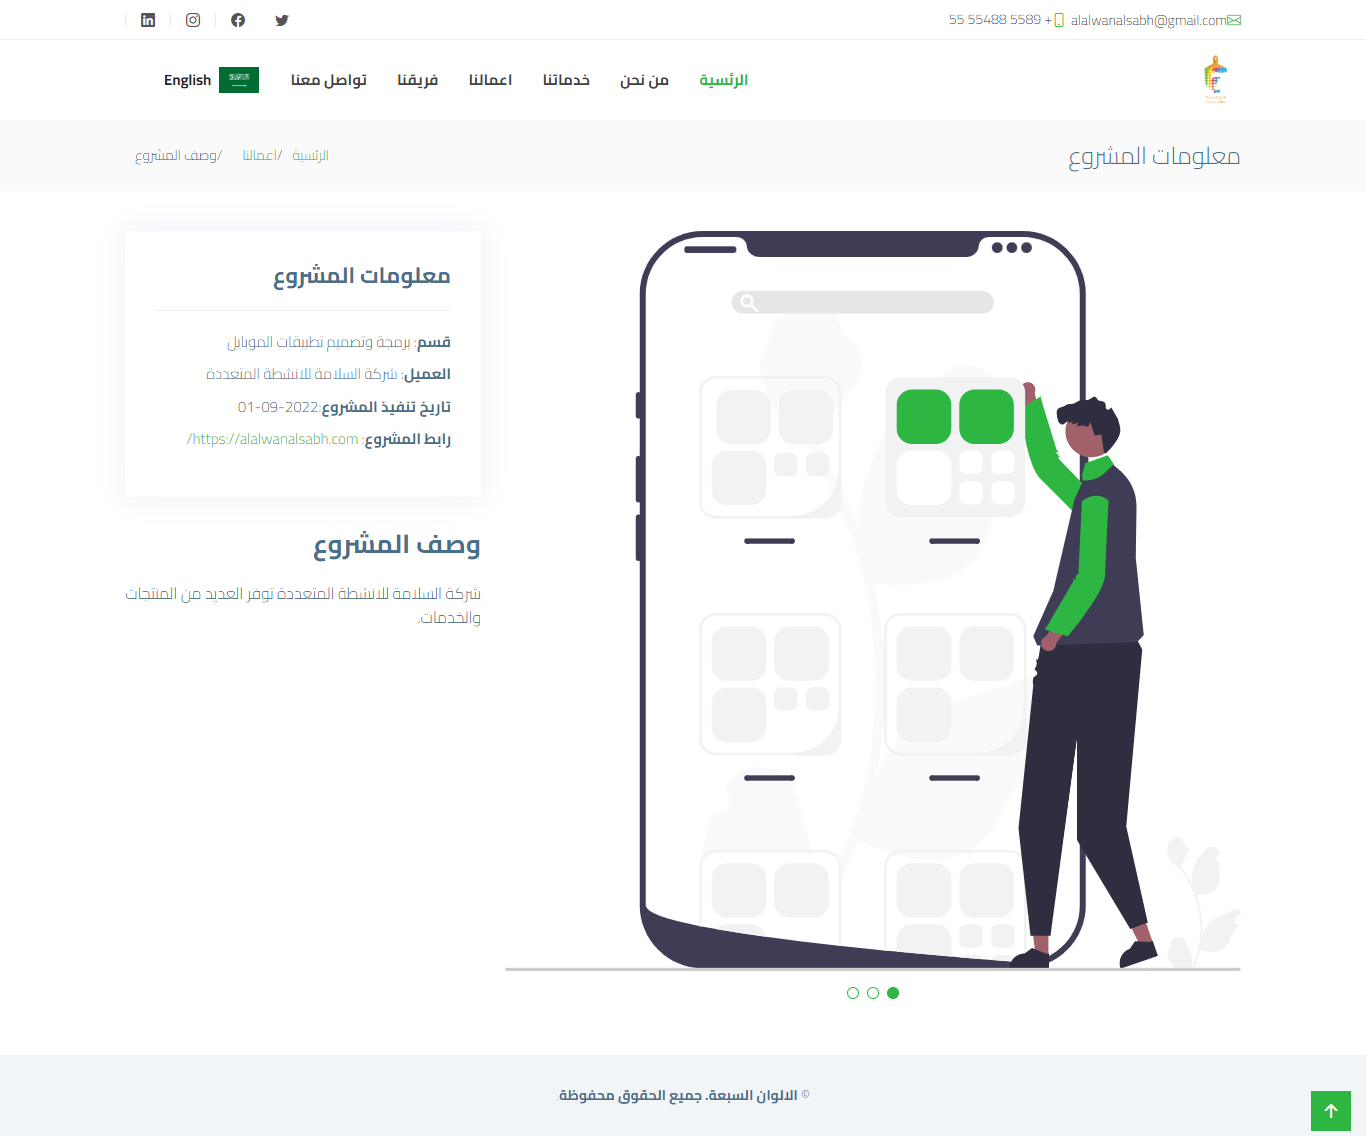 alalwanalsabh@gmail.com
55 55488 5589 +
الرئسية
من نحن
خدماتنا
اعمالنا
فريقنا
تواصل معنا
English
معلومات المشروع
الرئسية /اعمالنا /وصف المشروع
معلومات المشروع
قسم: برمجة وتصميم تطبيقات الموبايل
العميل: شركة السلامة للانشطة المتعددة
تاريخ تنفيذ المشروع:2022-09-01
رابط المشروع: https://alalwanalsabh.com/
وصف المشروع
شركة السلامة للانشطة المتعددة توفر العديد من المنتجات
والخدمات.
© الالوان السبعة. جميع الحقوق محفوظة.